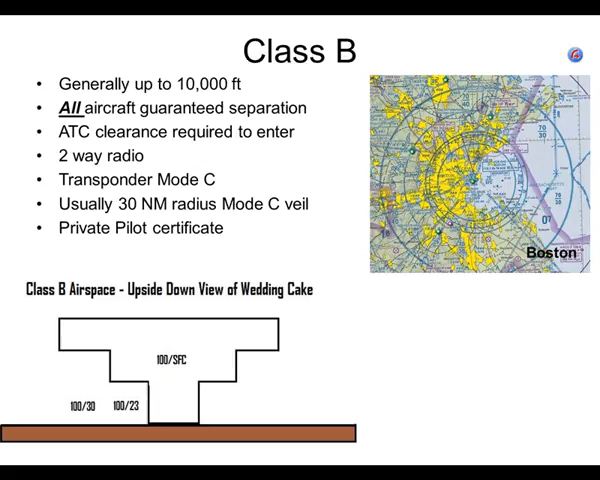 Class B
• Generally up to 10,000 ft
• All aircraft guaranteed separation
• ATC clearance required to enter
• 2 way radio
• Transponder Mode C
• Usually 30 NM radius Mode C veil
• Private Pilot certificate
Boston
Class B Airspace - Upside Down View of Wedding Cake
100/SFC
100/30
100/23